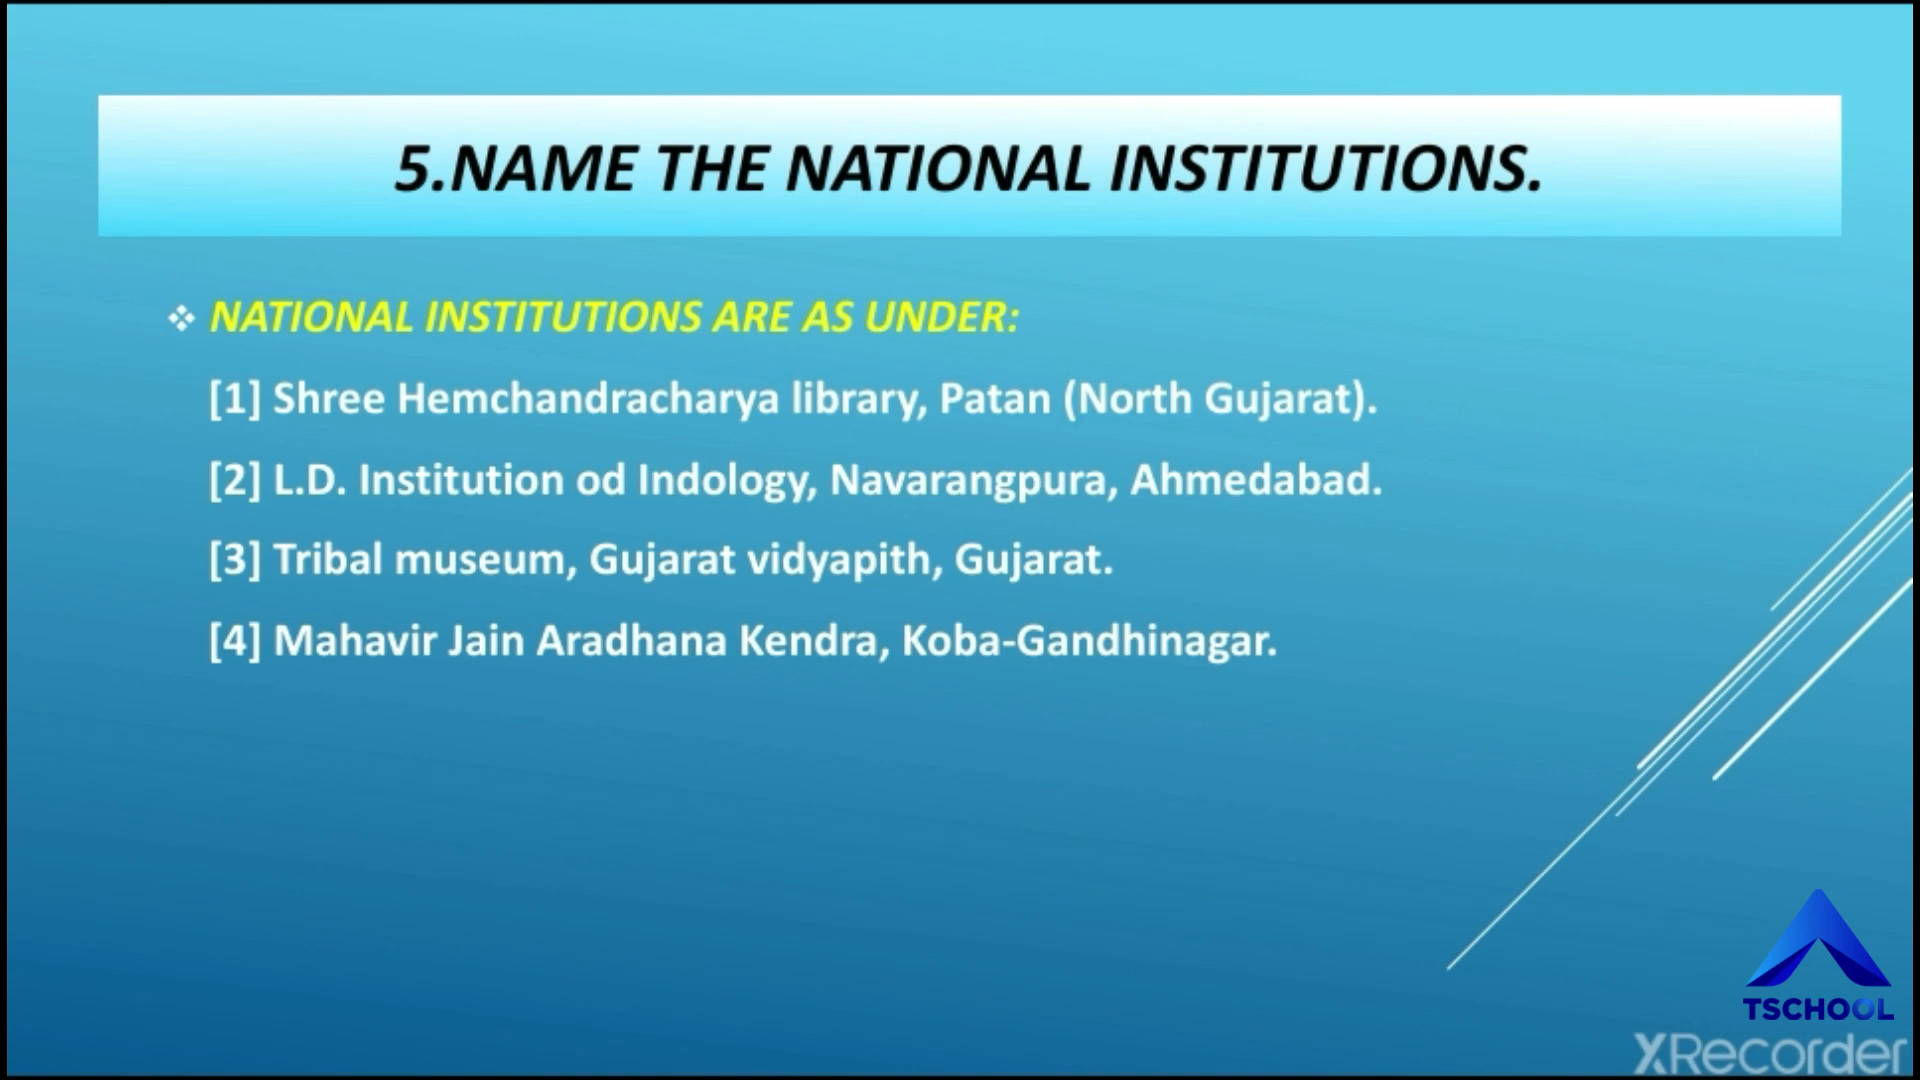 5.NAME THE NATIONAL INSTITUTIONS.
❖ NATIONAL INSTITUTIONS ARE AS UNDER:
[1] Shree Hemchandracharya library, Patan (North Gujarat).
[2] L.D. Institution od Indology, Navarangpura, Ahmedabad.
[3] Tribal museum, Gujarat vidyapith, Gujarat.
[4] Mahavir Jain Aradhana Kendra, Koba-Gandhinagar.
TSCHOOL
XRecorder